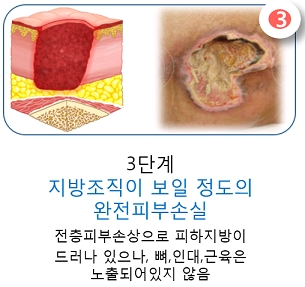 3
3단계
지방조직이 보일 정도의
완전피부손실
전층피부손상으로 피하지방이
드러나 있으나, 뼈,인대,근육은
노출되어있지 않음